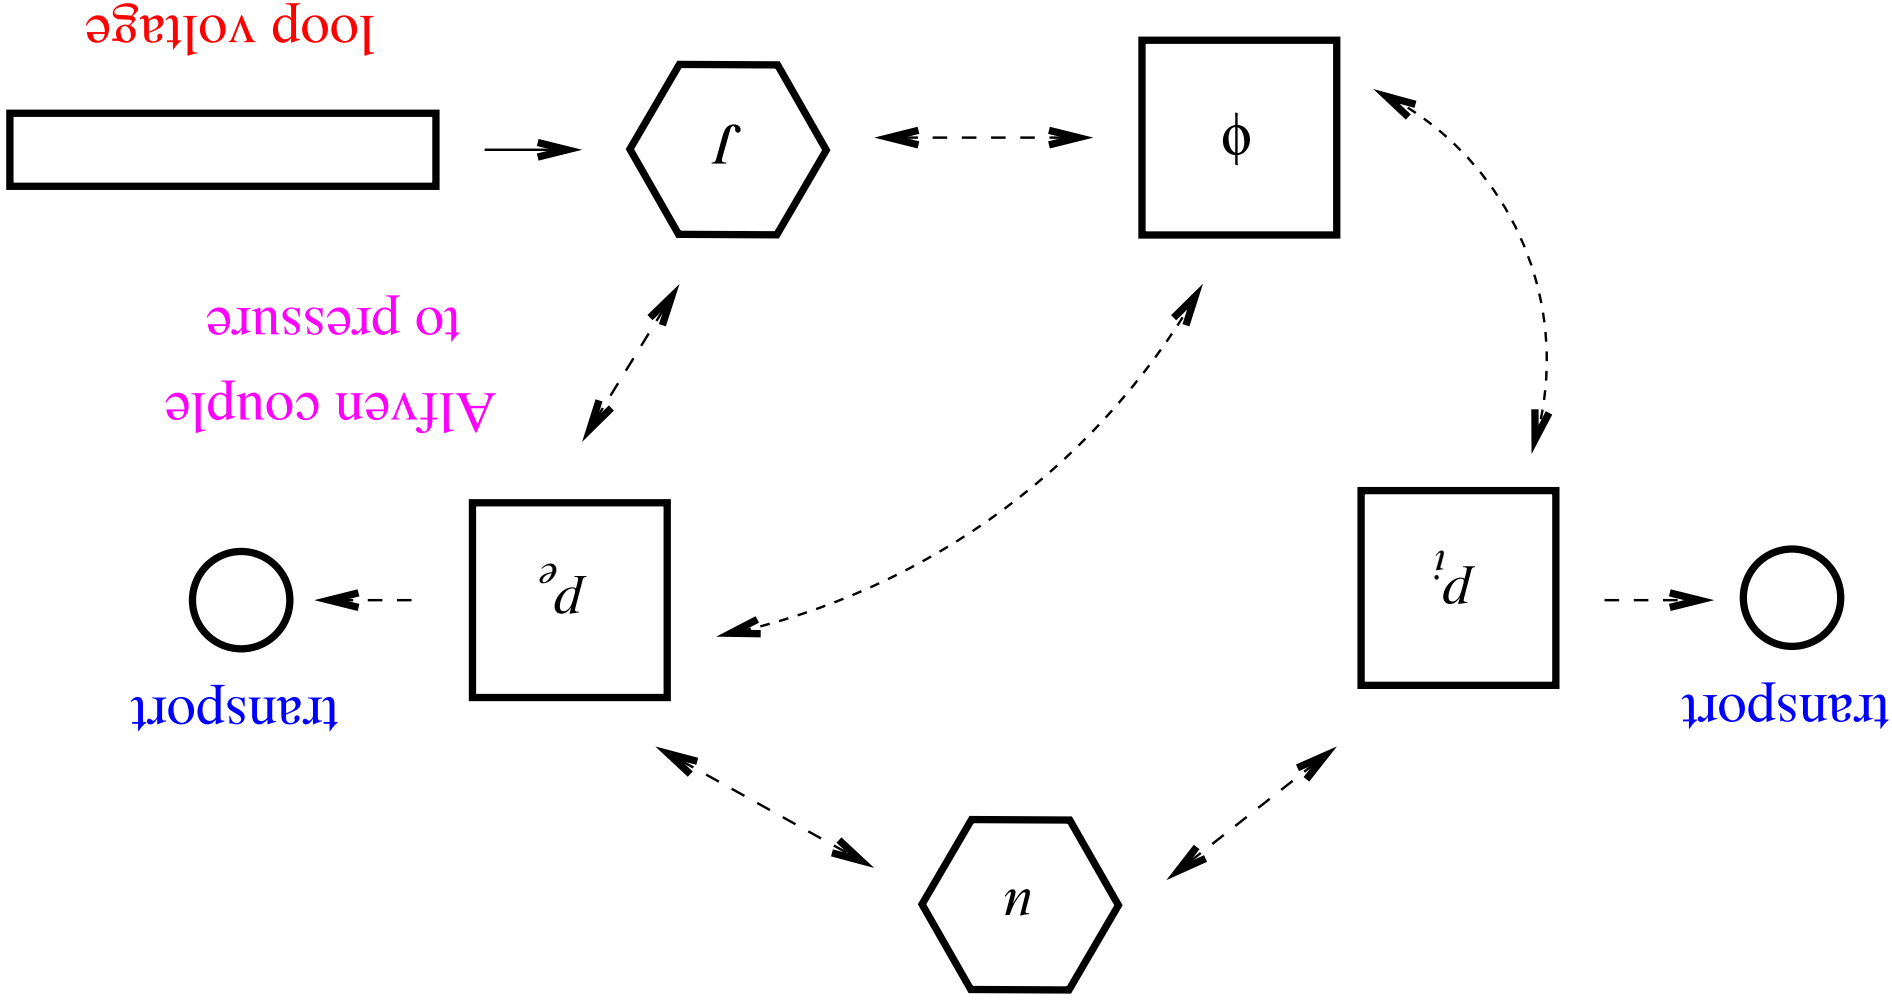 u
transport
transport
p_i
p_e
Alfven couple
to pressure
ϕ
J
loop voltage